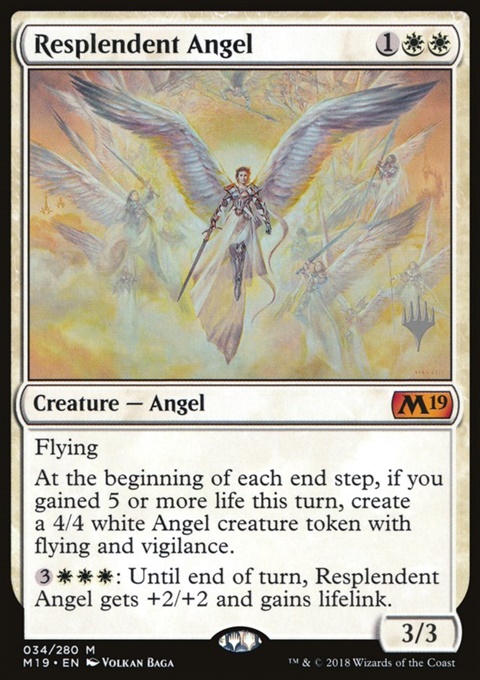 Resplendent Angel 1
Creature — Angel
M19
Flying
At the beginning of each end step, if you
gained 5 or more life this turn, create
a 4/4 white Angel creature token with
flying and vigilance.
3: Until end of turn, Resplendent
Angel gets +2/+2 and gains lifelink.
3/3
034/280 M
M19 • EN Volkan Baga
™ & © 2018 Wizards of the Coast